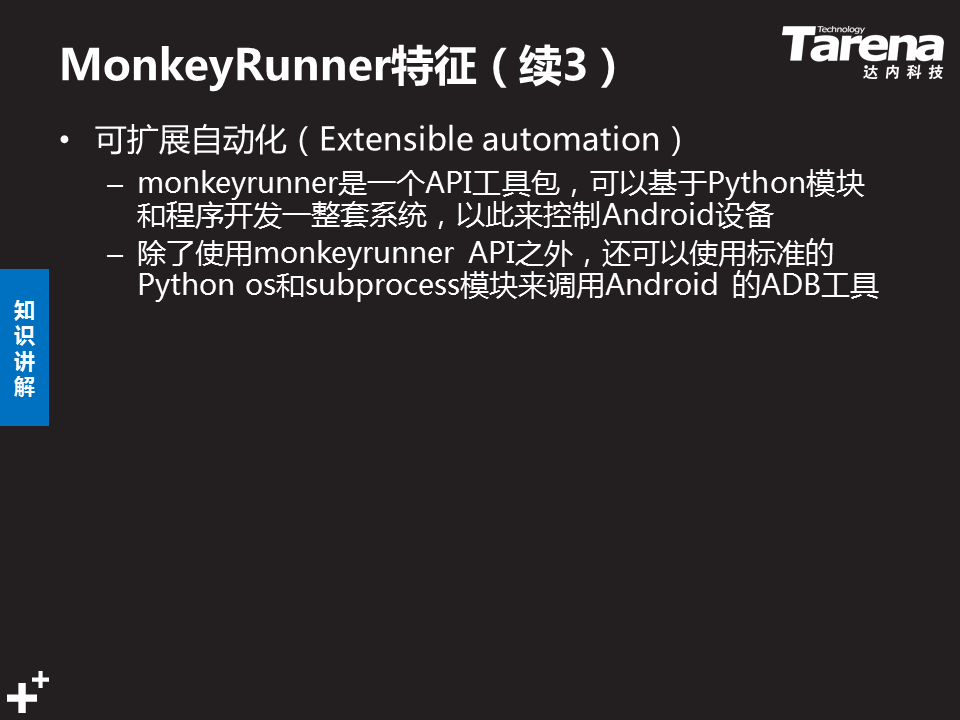 MonkeyRunner特征（续3）
Technology
Tarena
达内科技
• 可扩展自动化（Extensible automation）
– monkeyrunner是一个API工具包，可以基于Python模块
和程序开发一整套系统，以此来控制Android设备
– 除了使用monkeyrunner API之外，还可以使用标准的
Python os和subprocess模块来调用Android 的ADB工具
知
识
讲
解